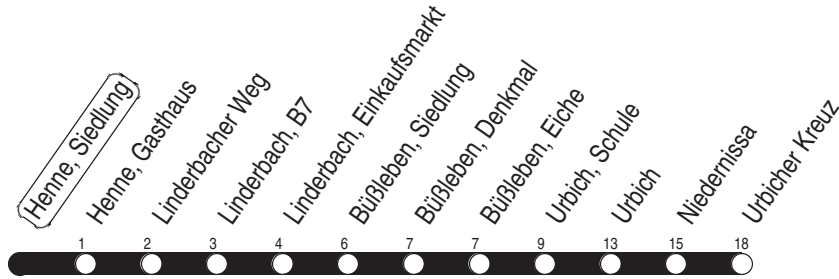 Henne, Siedlung
Henne, Gasthaus
Linderbacher Weg
Linderbach, B7
Linderbach, Einkaufsmarkt
Büßleben, Siedlung
Büßleben, Denkmal
Büßleben, Eiche
Urbich, Schule
Urbich
Niedernissa
Urbicher Kreuz
1 2 3 4 6 7 7 9 13 15 18